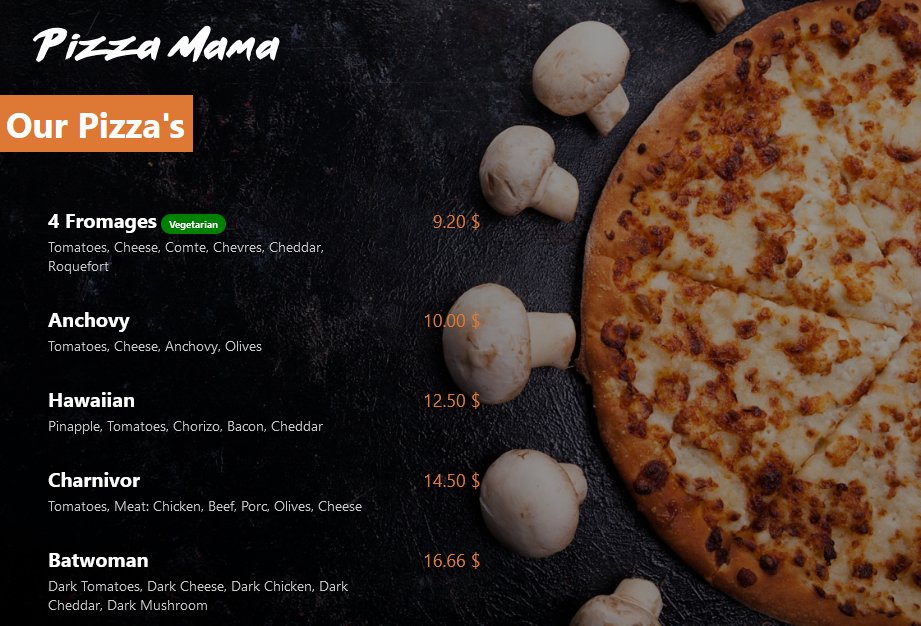 Pizza Mama
Our Pizza's
4 Fromages Vegetarian 9.20 $
Tomatoes, Cheese, Comte, Chevres, Cheddar,
Roquefort
Anchovy 10.00 $
Tomatoes, Cheese, Anchovy, Olives
Hawaiian 12.50 $
Pinapple, Tomatoes, Chorizo, Bacon, Cheddar
Charnivor 14.50 $
Tomatoes, Meat: Chicken, Beef, Porc, Olives, Cheese
Batwoman 16.66 $
Dark Tomatoes, Dark Cheese, Dark Chicken, Dark
Cheddar, Dark Mushroom